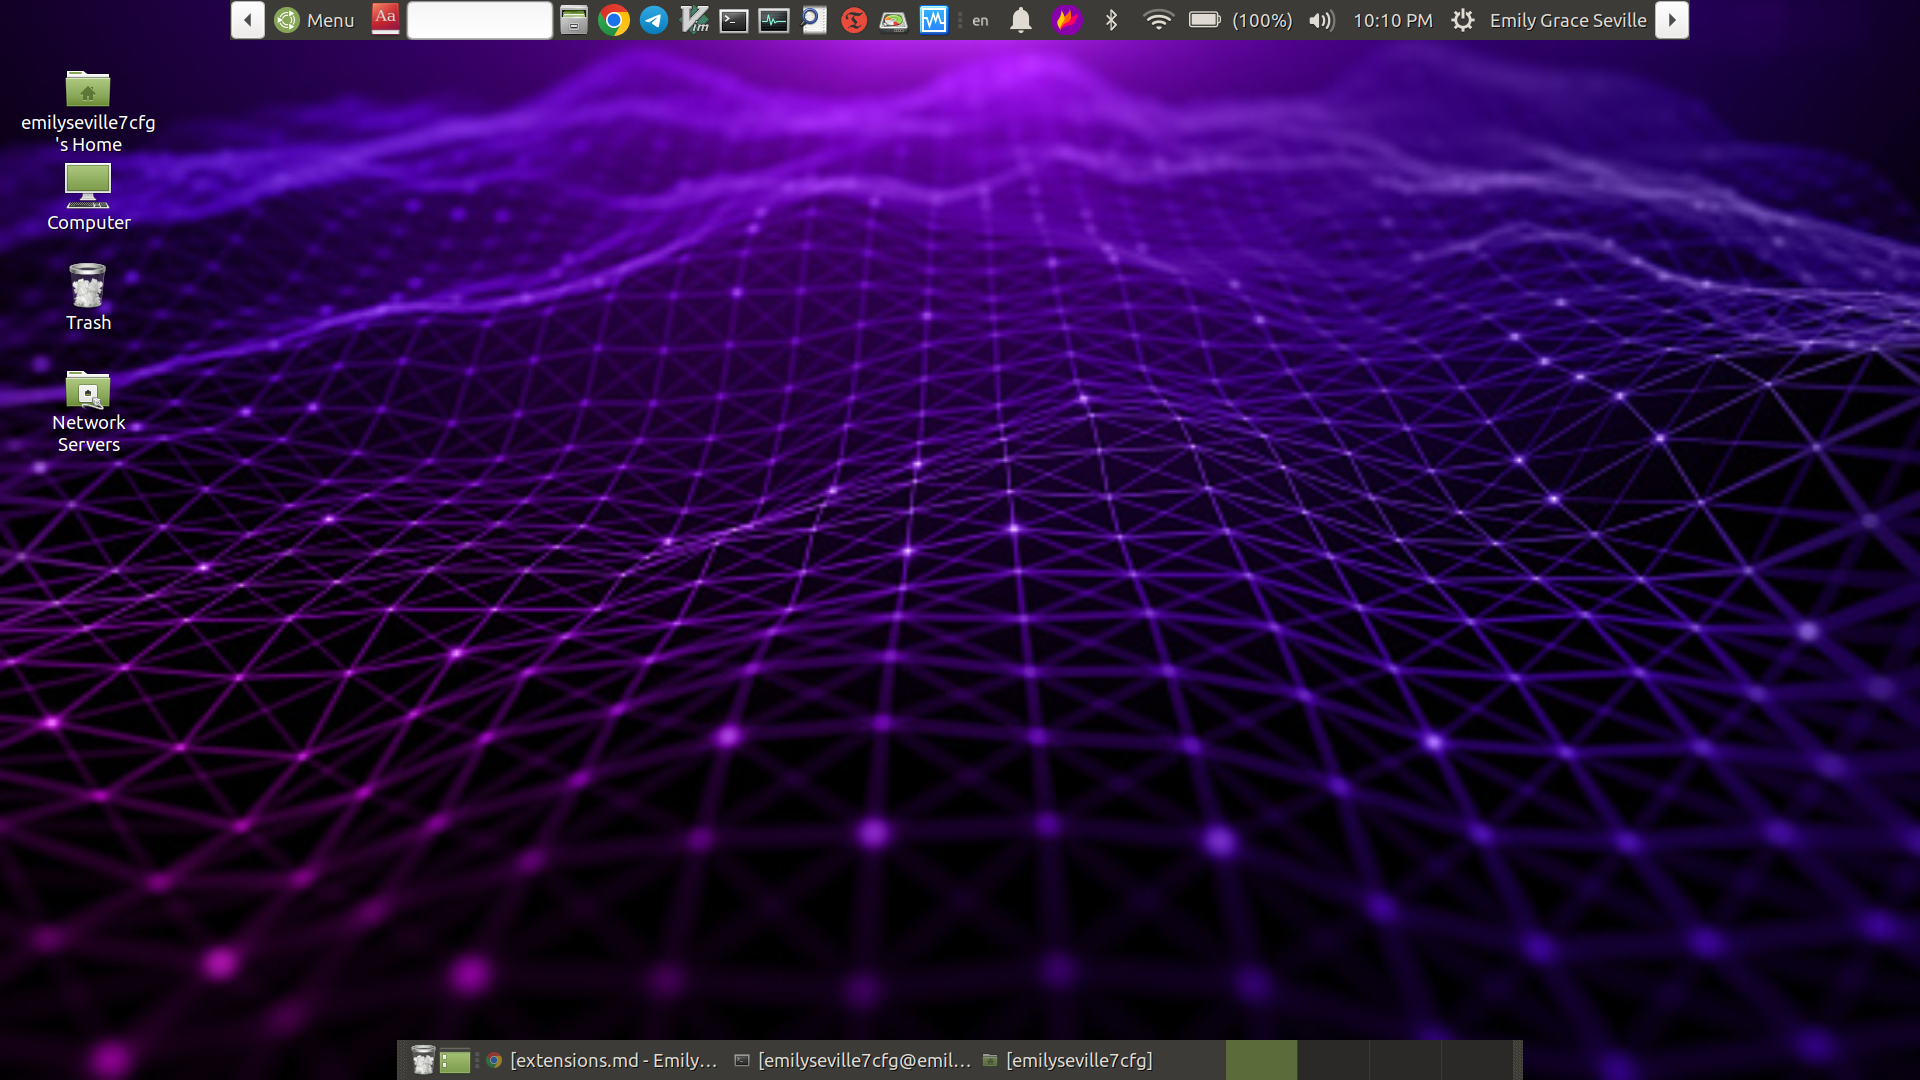 Menu
Aa
Vim
en
(100%)
10:10 PM
Emily Grace Seville
emilyseville7cfg
's Home
Computer
Trash
Network
Servers
[extensions.md - Emily...
[emilyseville7cfg@emil...
[emilyseville7cfg]